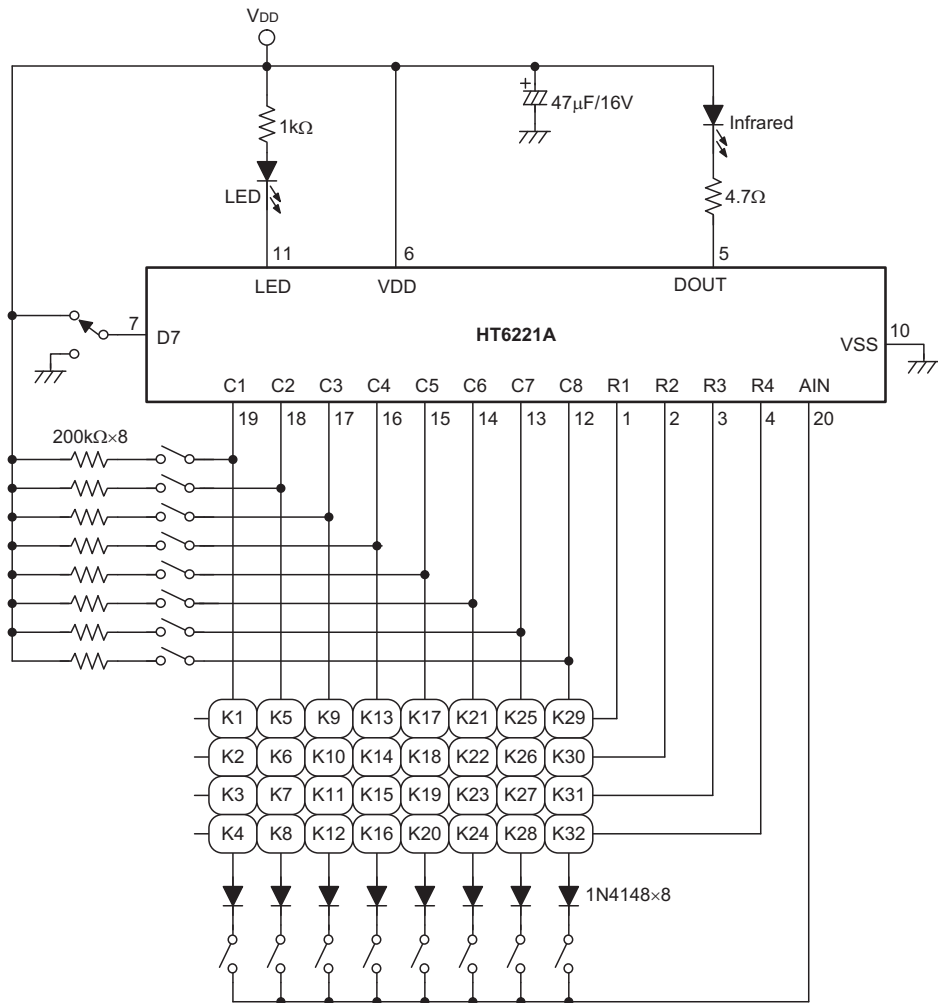 VDD
+
47μF/16V
1kΩ
Infrared
LED
4.7Ω
11
6
5
LED
VDD
DOUT
7
D7
HT6221A
VSS
10
C1 C2 C3 C4 C5 C6 C7 C8 R1 R2 R3 R4 AIN
19 18 17 16 15 14 13 12 1 2 3 4 20
200kΩ×8
K1 K5 K9 K13 K17 K21 K25 K29
K2 K6 K10 K14 K18 K22 K26 K30
K3 K7 K11 K15 K19 K23 K27 K31
K4 K8 K12 K16 K20 K24 K28 K32
1N4148×8